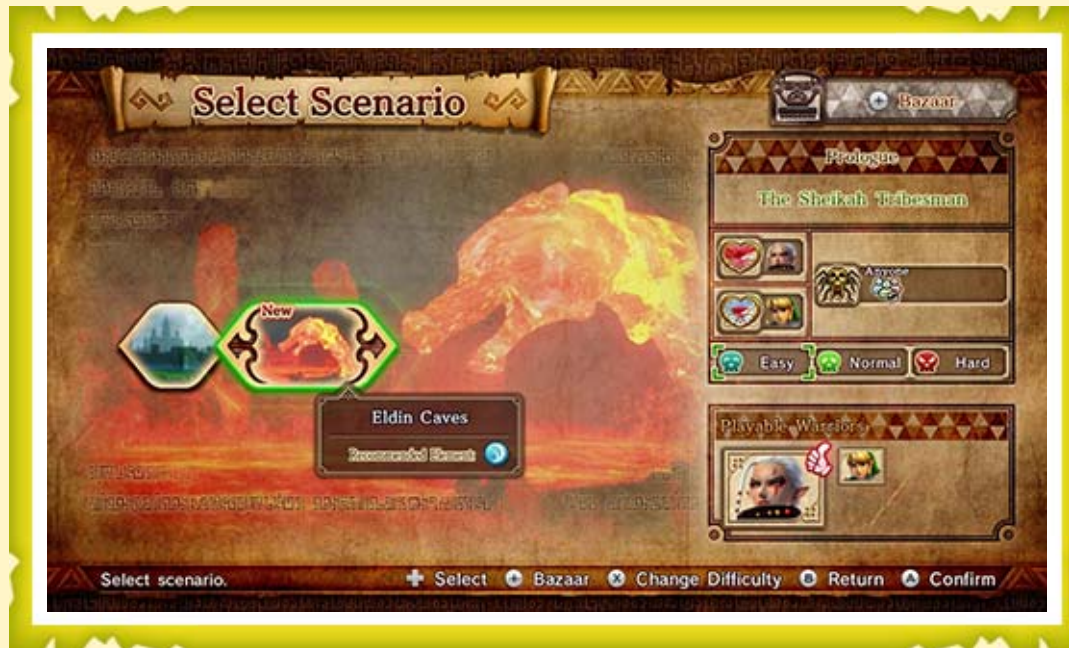 Select Scenario
Bazaar
Prologue
The Sheikah Tribesman
Anyone
New
Easy Normal Hard
Eldin Caves
Recommended Element:
Playable Warriors
Select scenario. Select Bazaar X Change Difficulty B Return A Confirm